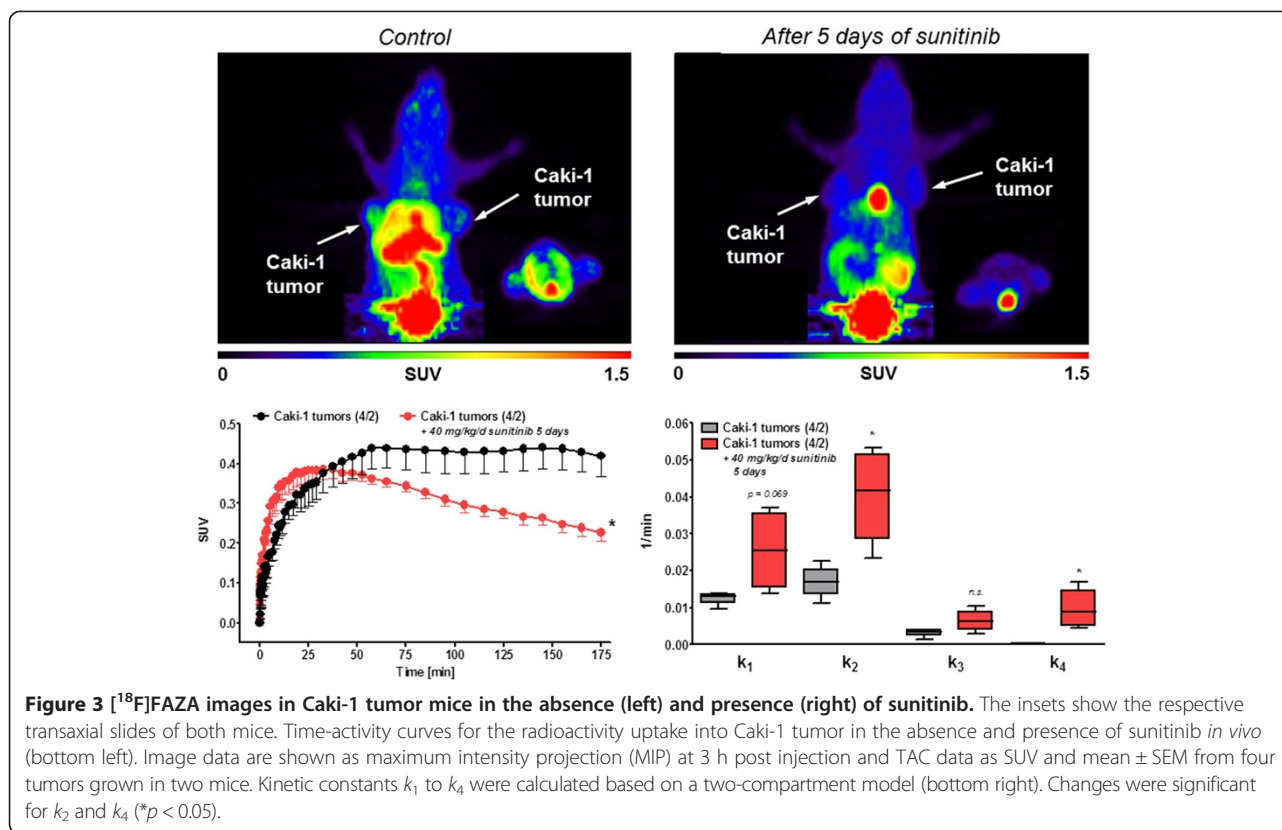 Control
After 5 days of sunitinib
Caki-1
tumor
Caki-1
tumor
0
SUV
1.5
Caki-1
tumor
Caki-1
tumor
0
SUV
1.5
Caki-1 tumors (4/2)
Caki-1 tumors (4/2)
+ 40 mg/kg/d sunitinib 5 days
0.5
0.4
0.3
0.2
0.1
0.0
SUV
*
0
25
50
75
100
125
150
175
Time [min]
Caki-1 tumors (4/2)
Caki-1 tumors (4/2)
+ 40 mg/kg/d sunitinib
5 days
0.06
0.05
0.04
0.03
0.02
0.01
0.00
1/min
p = 0.069
*
n.s.
*
k₁
k₂
k₃
k₄
Figure 3 [¹⁸F]FAZA images in Caki-1 tumor mice in the absence (left) and presence (right) of sunitinib. The insets show the respective
transaxial slides of both mice. Time-activity curves for the radioactivity uptake into Caki-1 tumor in the absence and presence of sunitinib in vivo
(bottom left). Image data are shown as maximum intensity projection (MIP) at 3 h post injection and TAC data as SUV and mean ± SEM from four
tumors grown in two mice. Kinetic constants k₁ to k₄ were calculated based on a two-compartment model (bottom right). Changes were significant
for k₂ and k₄ (*p < 0.05).